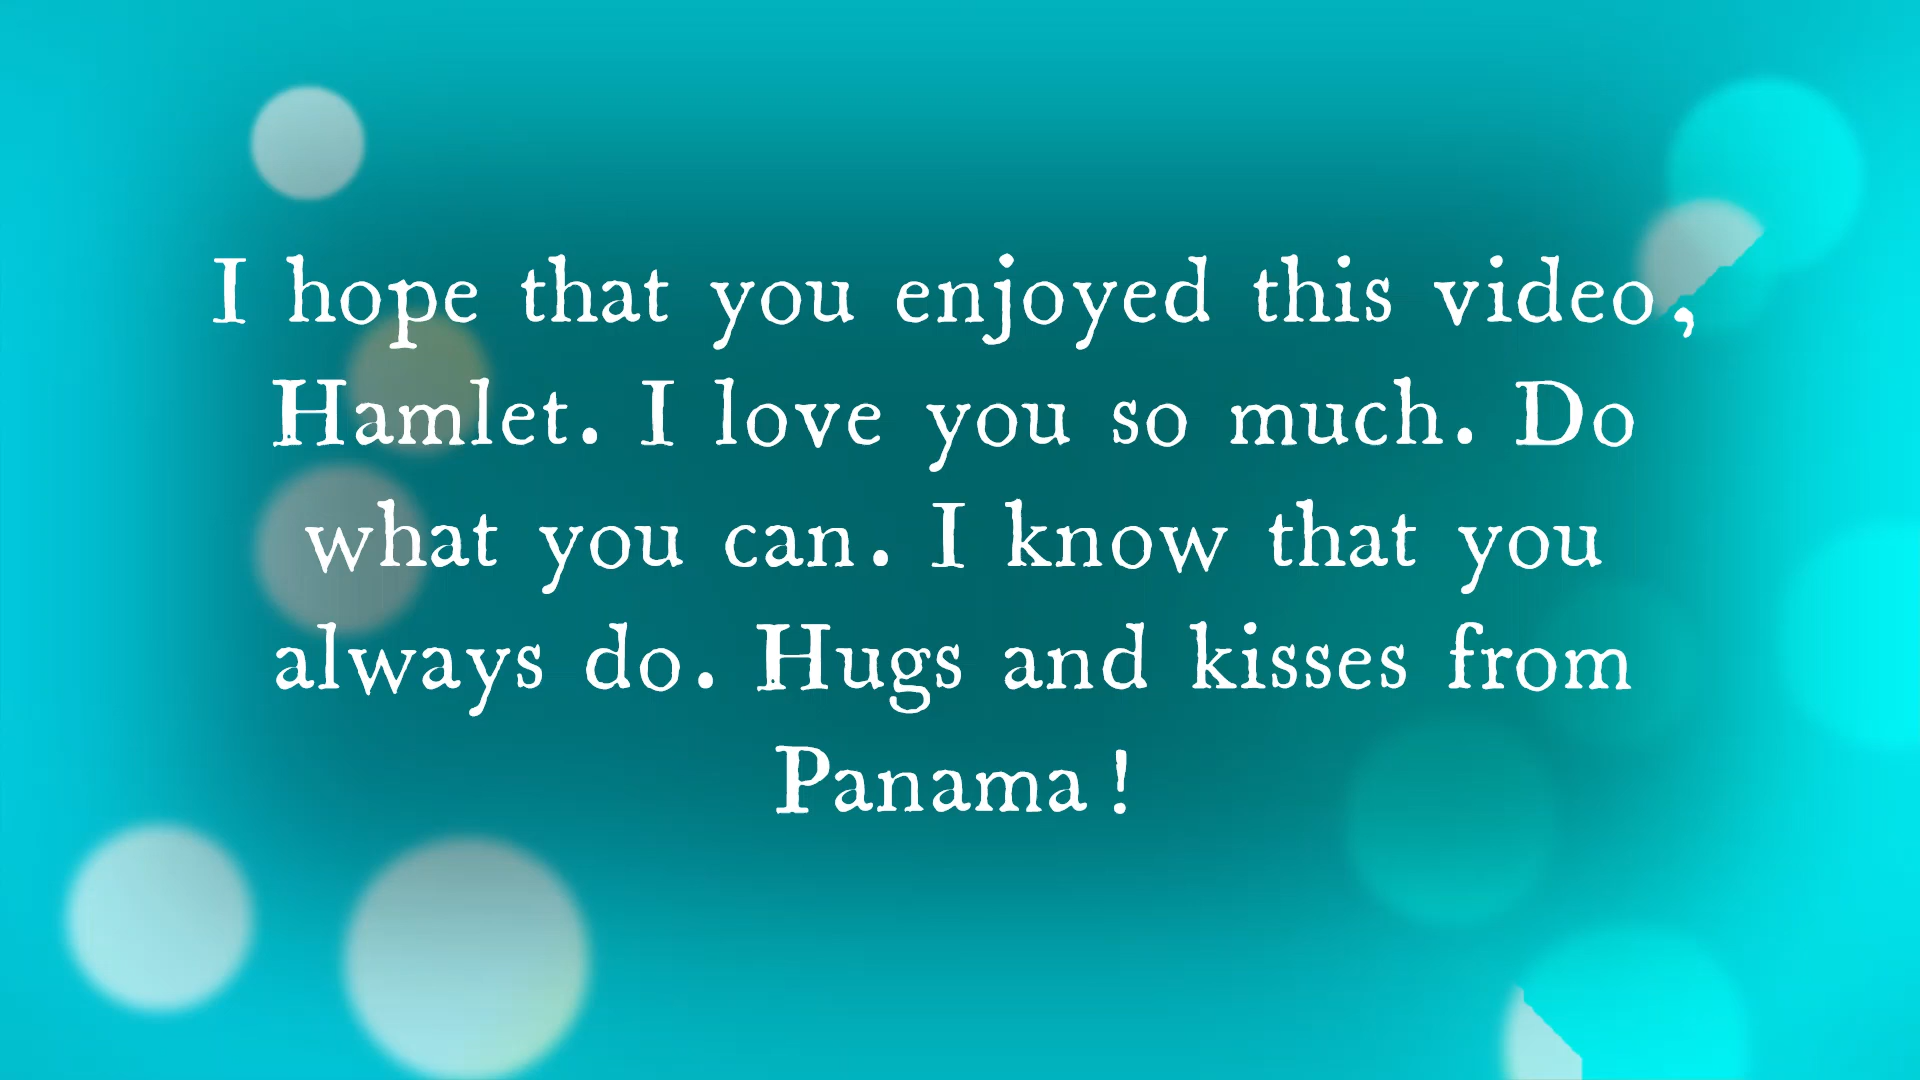 I hope that you enjoyed this video,
Hamlet. I love you so much. Do
what you can. I know that you
always do. Hugs and kisses from
Panama!